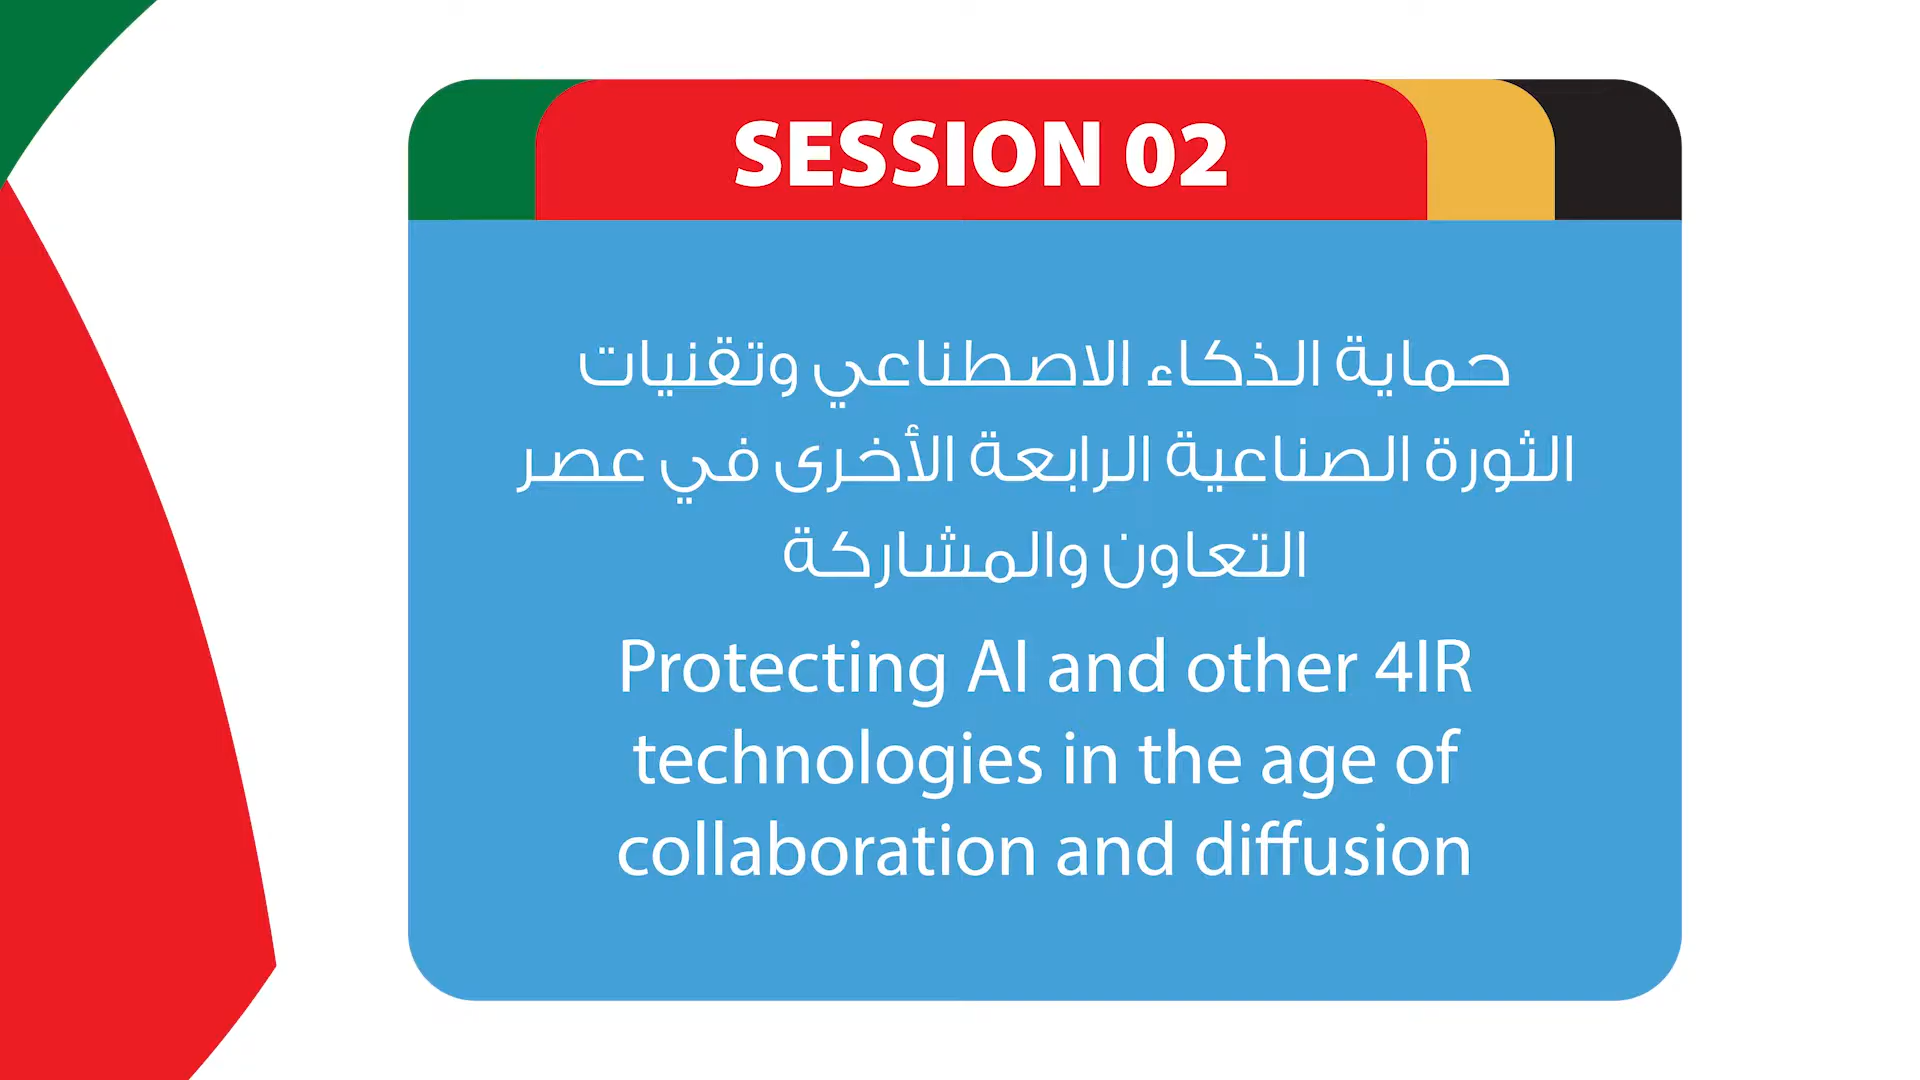 SESSION 02
حماية الذكاء الاصطناعي وتقنيات
الثورة الصناعية الرابعة الأخرى في عصر
التعاون والمشاركة
Protecting AI and other 4IR
technologies in the age of
collaboration and diffusion